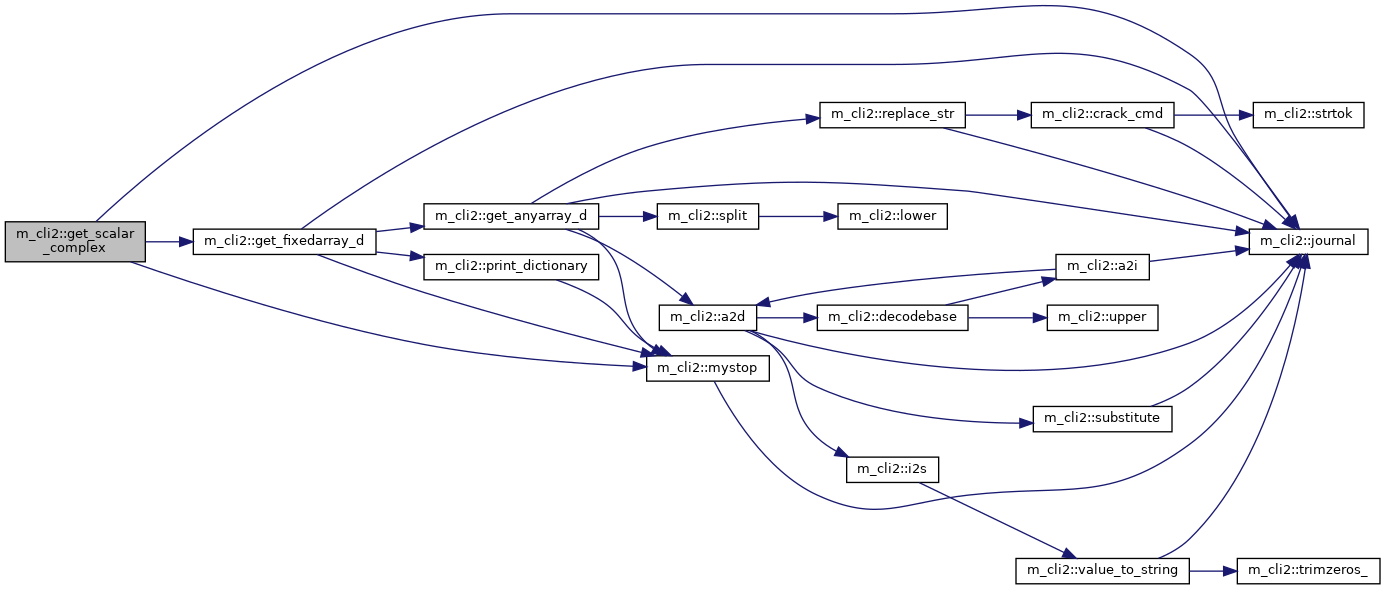 m_cli2::get_scalar
_complex
m_cli2::get_fixedarray_d
m_cli2::get_anyarray_d
m_cli2::print_dictionary
m_cli2::replace_str
m_cli2::crack_cmd
m_cli2::strtok
m_cli2::split
m_cli2::lower
m_cli2::journal
m_cli2::a2i
m_cli2::a2d
m_cli2::decodebase
m_cli2::upper
m_cli2::mystop
m_cli2::substitute
m_cli2::i2s
m_cli2::value_to_string
m_cli2::trimzeros_